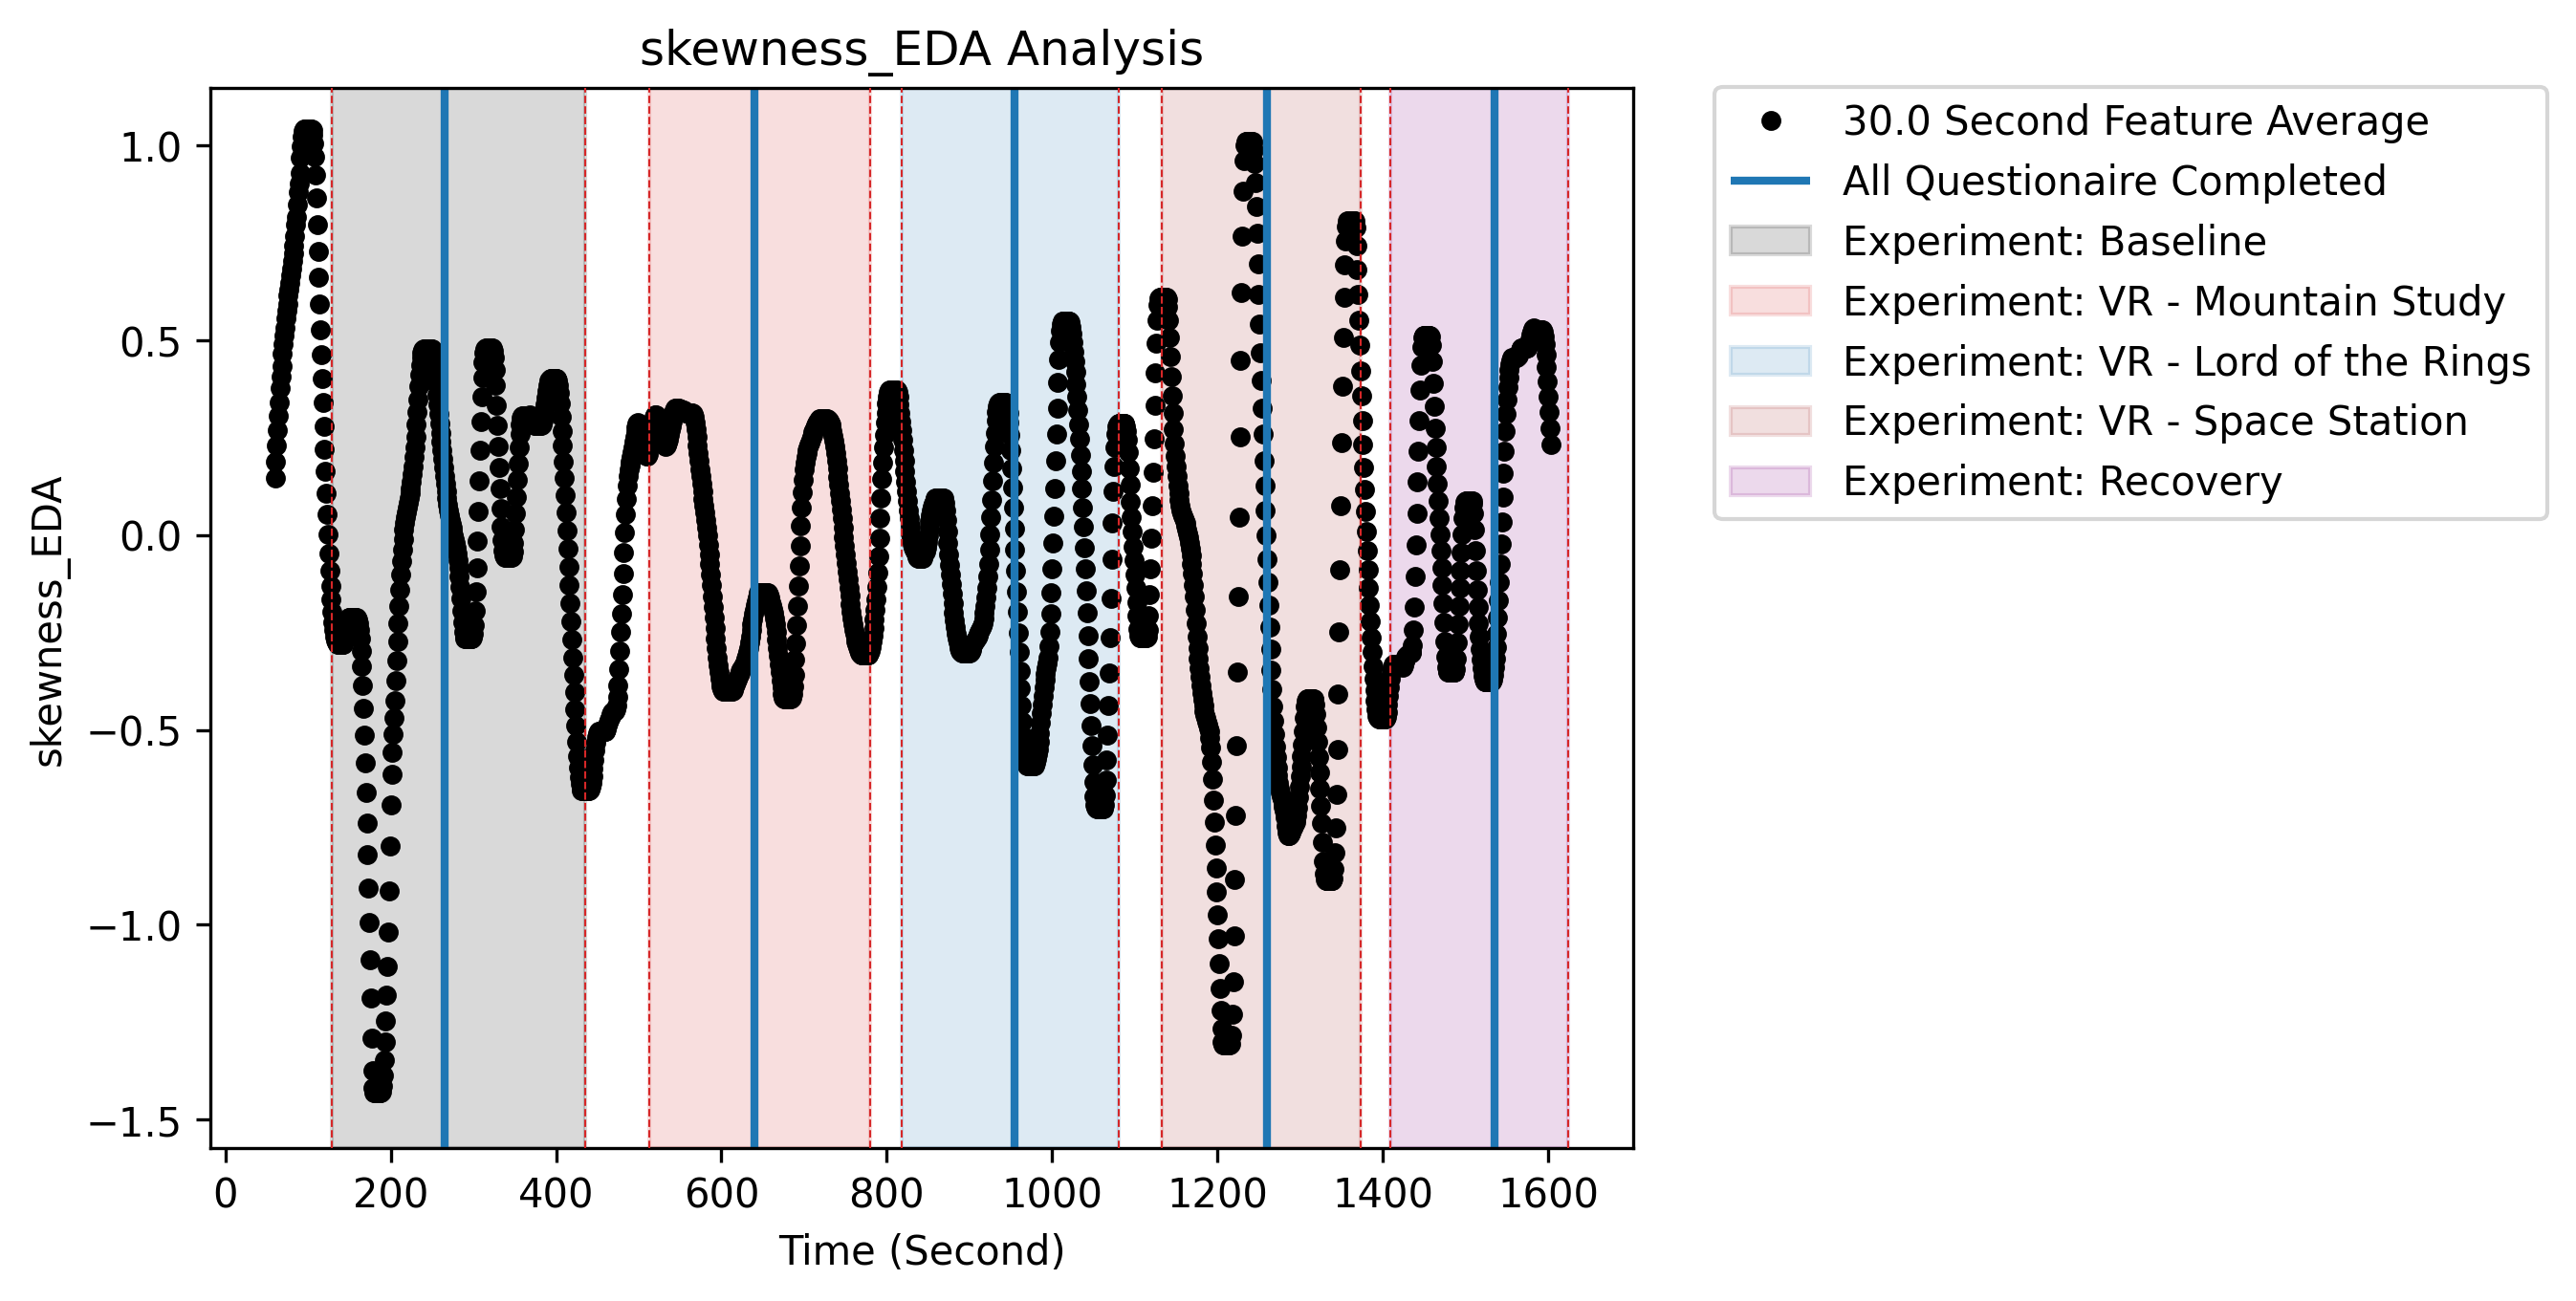 skewness_EDA Analysis
1.0
0.5
0.0
−0.5
−1.0
−1.5
skewness_EDA
0 200 400 600 800 1000 1200 1400 1600
Time (Second)
30.0 Second Feature Average
All Questionaire Completed
Experiment: Baseline
Experiment: VR - Mountain Study
Experiment: VR - Lord of the Rings
Experiment: VR - Space Station
Experiment: Recovery